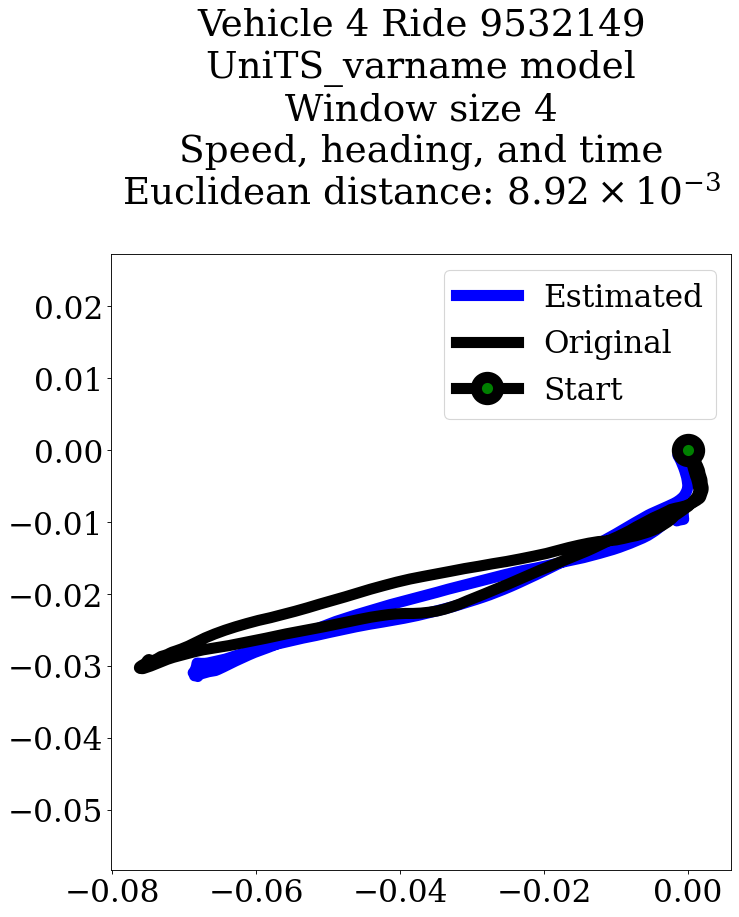 Vehicle 4 Ride 9532149
UniTS_varname model
Window size 4
Speed, heading, and time
Euclidean distance: 8.92 × 10⁻³
Estimated
Original
Start
0.02
0.01
0.00
−0.01
−0.02
−0.03
−0.04
−0.05
−0.08 −0.06 −0.04 −0.02 0.00